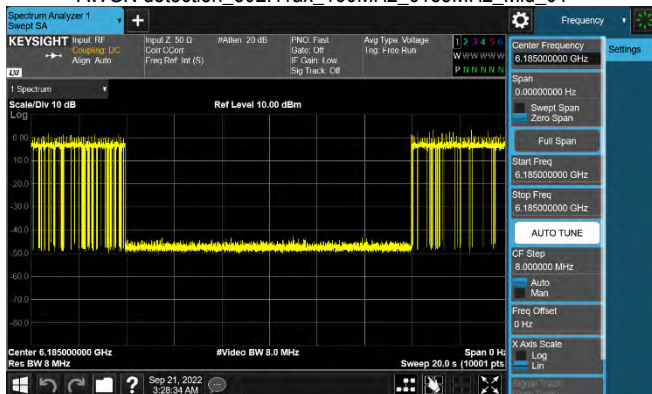 Spectrum Analyzer 1
Swept SA
Frequency
KEYSIGHT
Input: RF
Coupling: DC
Align: Auto
Input Z: 50 Ω
Corr CCorr
Freq Ref: Int (S)
#Atten: 20 dB
PNO: Fast
Gate: Off
IF Gain: Low
Sig Track: Off
Avg Type: Voltage
Trig: Free Run
1 2 3 4 5 6
W W W W W W
P N N N N N
LXI
1 Spectrum
Scale/Div 10 dB
Ref Level 10.00 dBm
Log
0.00
-10.0
-20.0
-30.0
-40.0
-50.0
-60.0
-70.0
-80.0
Center 6.185000000 GHz
#Video BW 8.0 MHz
Span 0 Hz
Res BW 8 MHz
Sweep 20.0 s (10001 pts
Center Frequency
6.185000000 GHz
Settings
Span
0.00000000 Hz
Swept Span
Zero Span
Full Span
Start Freq
6.185000000 GHz
Stop Freq
6.185000000 GHz
AUTO TUNE
CF Step
8.000000 MHz
Auto
Man
Freq Offset
0 Hz
X Axis Scale
Log
Lin
Signal Track
?
Sep 21, 2022
3:28:34 AM